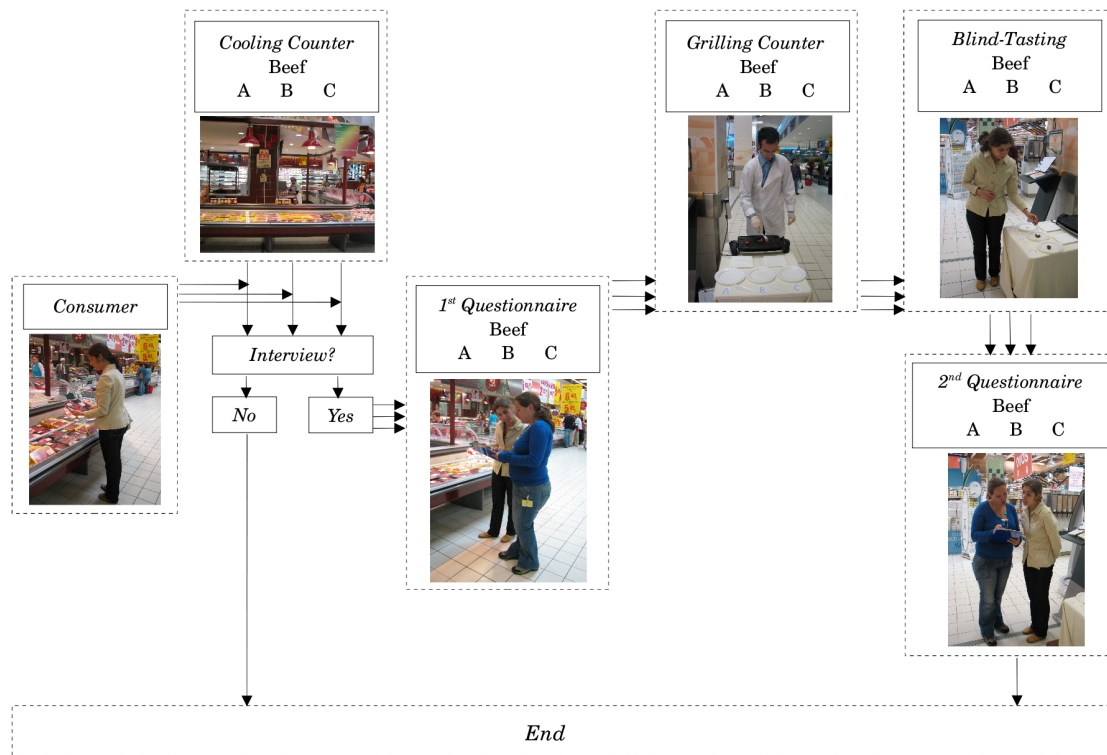 Cooling Counter
Beef
A B C
Consumer
Interview?
No
Yes
1st Questionnaire
Beef
A B C
Grilling Counter
Beef
A B C
A B C
Blind-Tasting
Beef
A B C
2nd Questionnaire
Beef
A B C
End